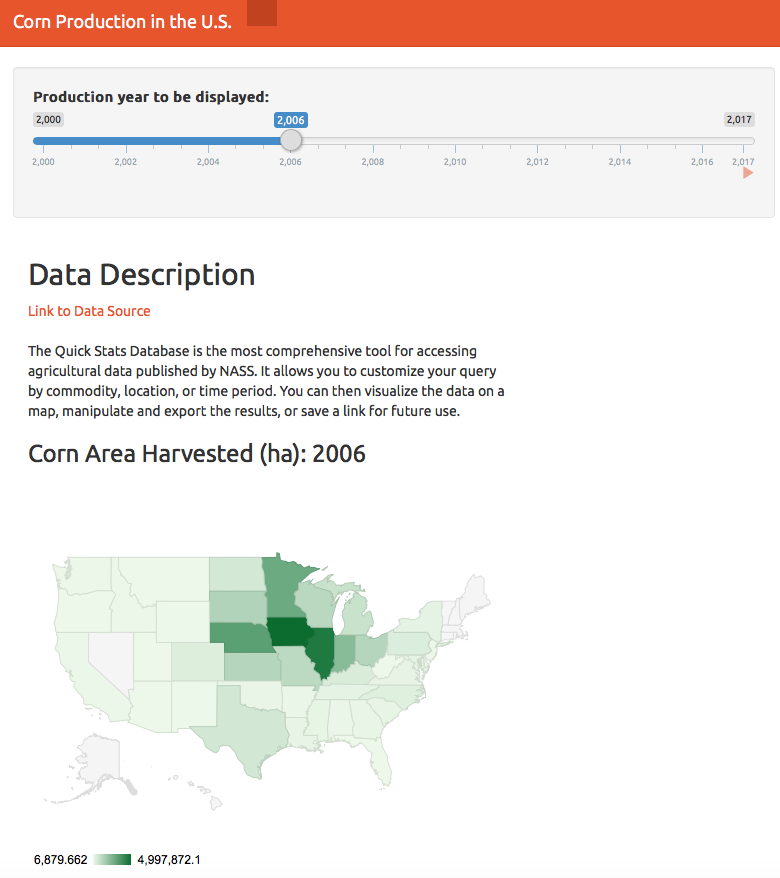 Corn Production in the U.S.
Production year to be displayed:
2,000 2,006 2,017
2,000 2,002 2,004 2,006 2,008 2,010 2,012 2,014 2,016 2,017
Data Description
Link to Data Source
The Quick Stats Database is the most comprehensive tool for accessing
agricultural data published by NASS. It allows you to customize your query
by commodity, location, or time period. You can then visualize the data on a
map, manipulate and export the results, or save a link for future use.
Corn Area Harvested (ha): 2006
6,879.662 4,997,872.1